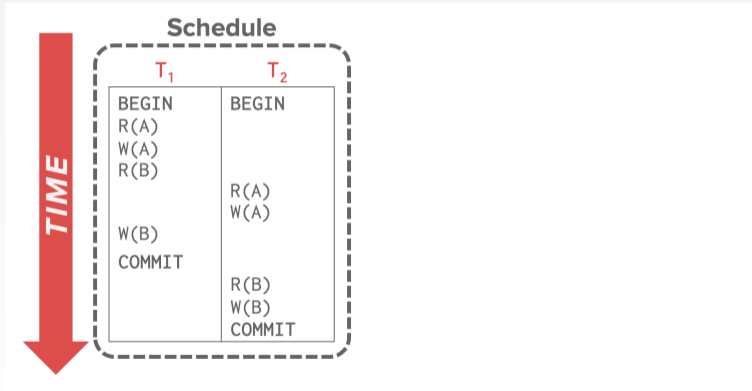 Schedule
TIME
T₁ T₂
BEGIN BEGIN
R(A)
W(A)
R(B)
R(A)
W(A)
W(B)
COMMIT
R(B)
W(B)
COMMIT